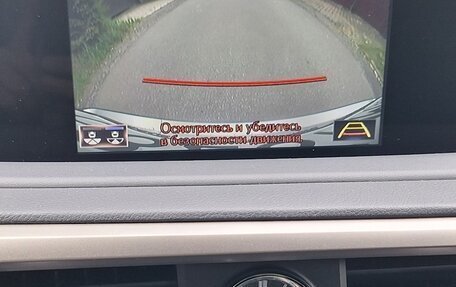 Осмотритесь и убедитесь
в безопасности движения